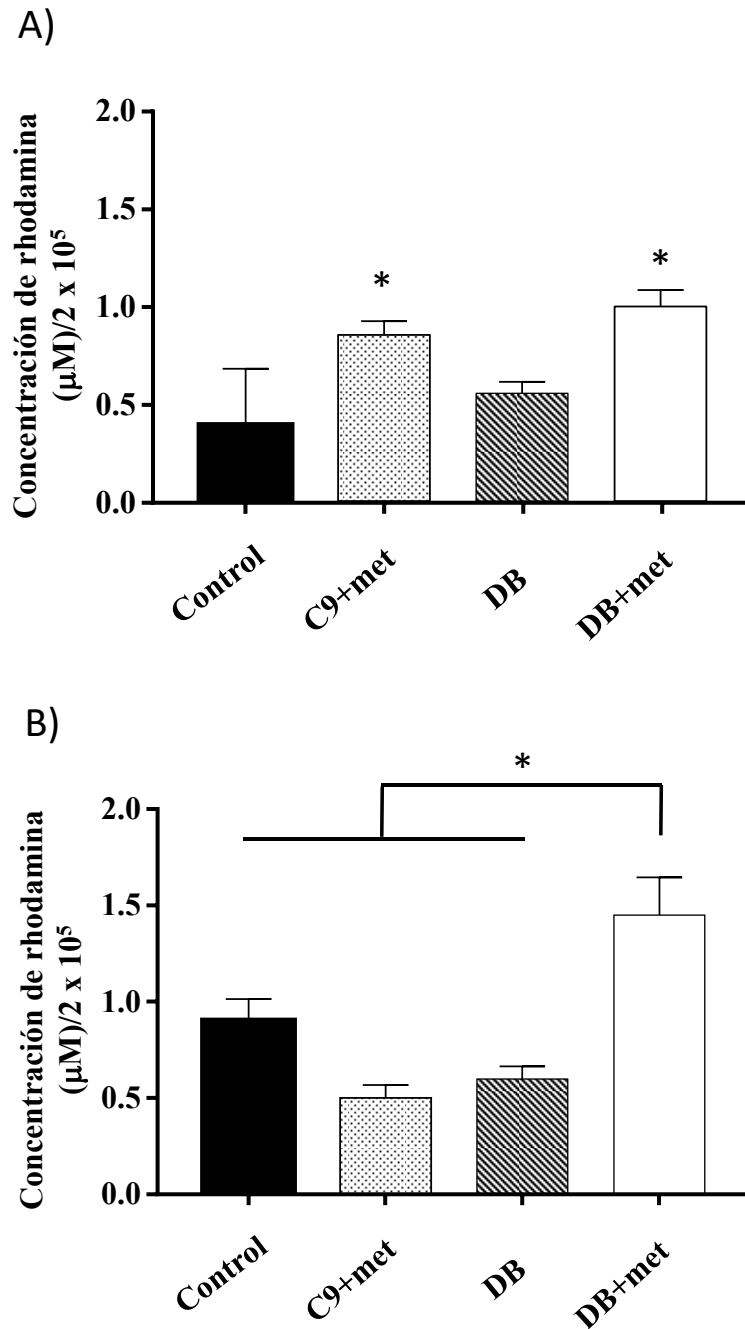 A)
Concentración de rhodamina
(µM)/2 x 10⁵
2.0
1.5
1.0
0.5
0.0
*
*
Control
C9+met
DB
DB+met
B)
Concentración de rhodamina
(µM)/2 x 10⁵
2.0
1.5
1.0
0.5
0.0
*
Control
C9+met
DB
DB+met